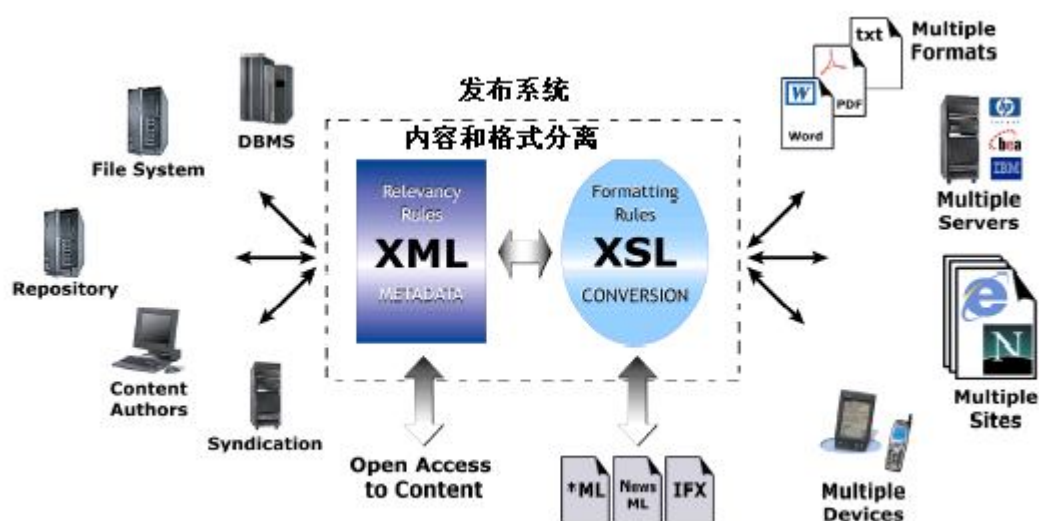 发布系统
内容和格式分离
DBMS
File System
Repository
Content
Authors
Syndication
Relevancy
Rules
XML
METADATA
Formatting
Rules
XSL
CONVERSION
Open Access
to Content
*ML
News
ML
IFX
txt
PDF
W
Word
Multiple
Formats
hp
bea
IBM
Multiple
Servers
e
N
Multiple
Sites
Multiple
Devices